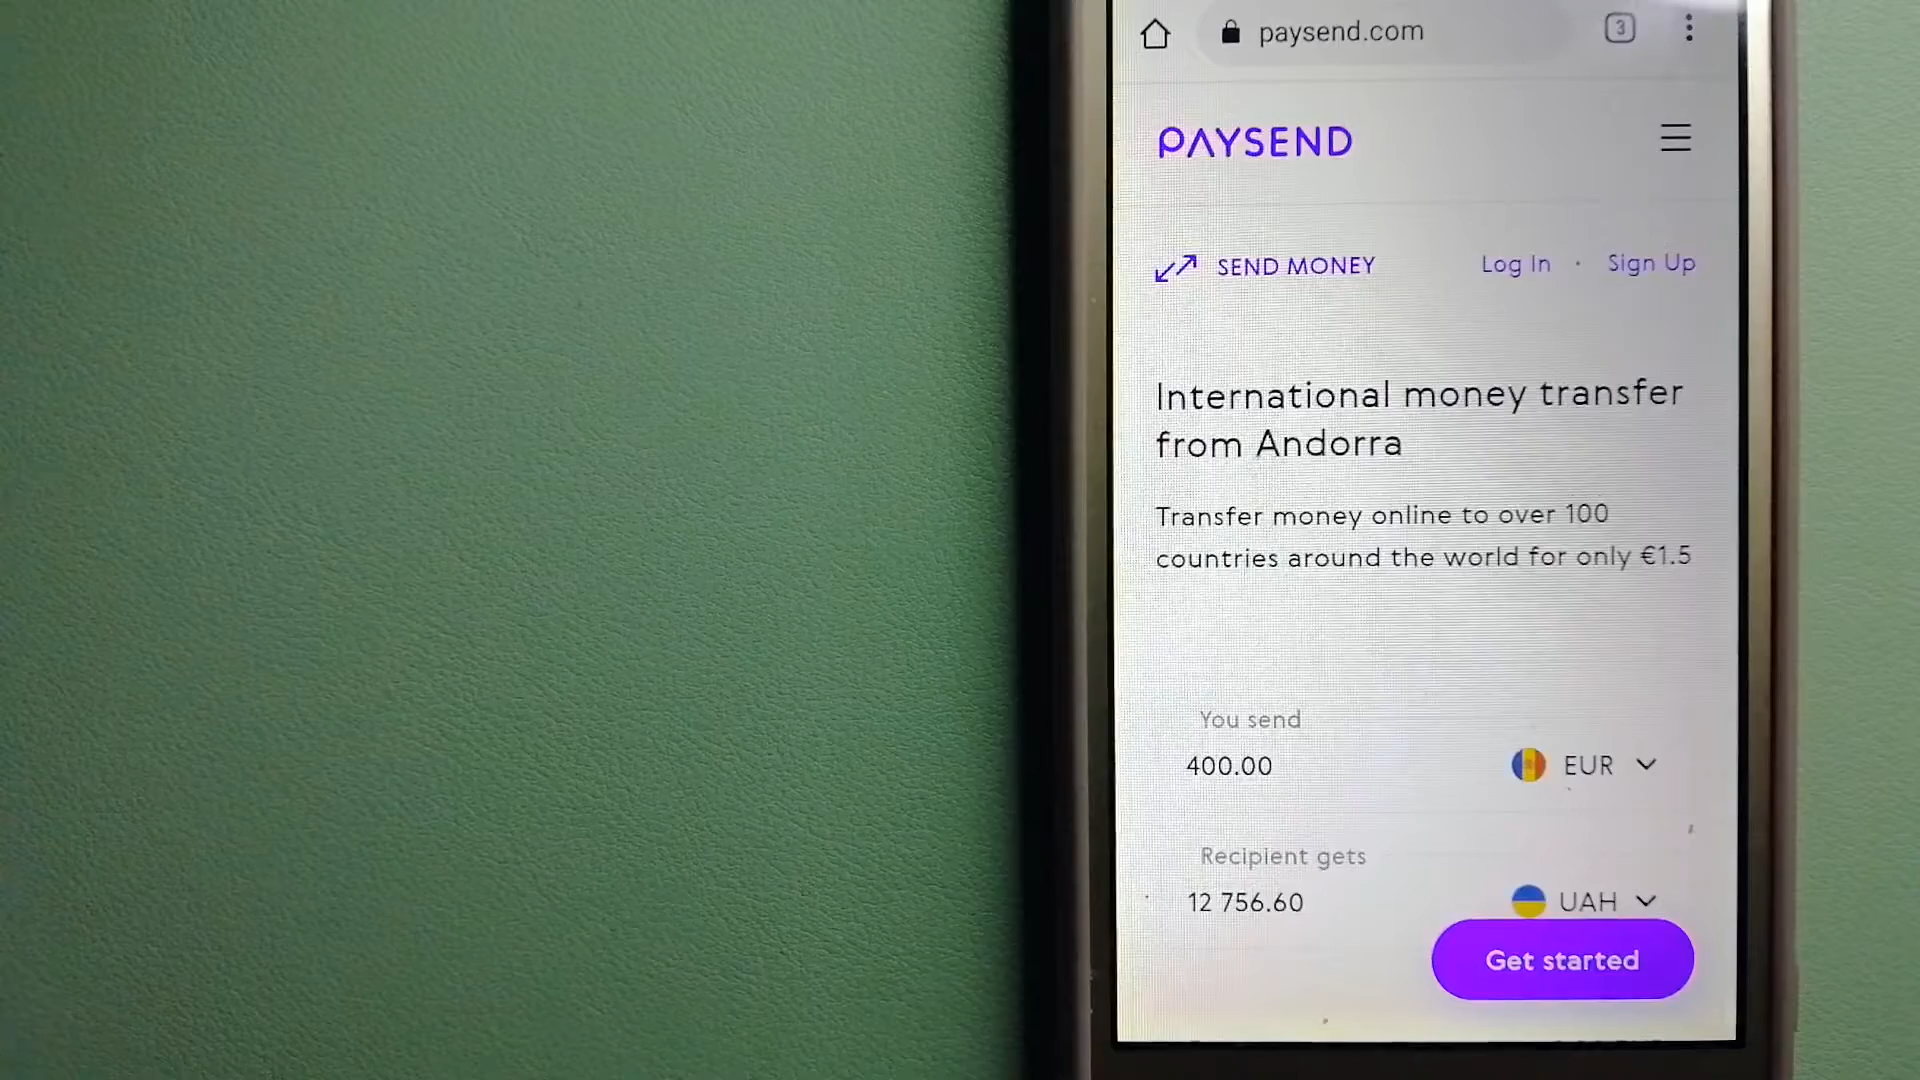 paysend.com
3
PAYSEND
SEND MONEY
Log In · Sign Up
International money transfer
from Andorra
Transfer money online to over 100
countries around the world for only €1.5
You send
400.00
EUR
Recipient gets
12 756.60
UAH
Get started